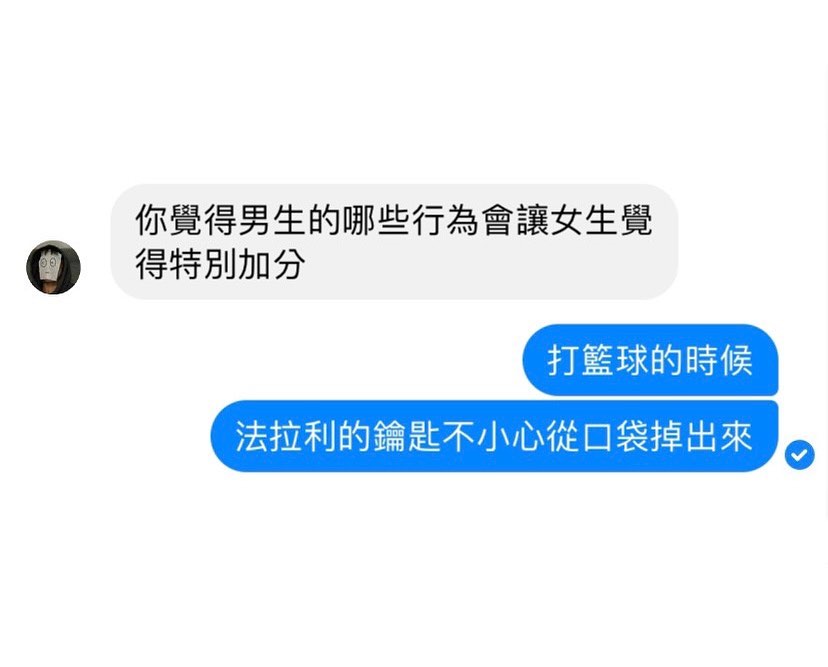 你覺得男生的哪些行為會讓女生覺
得特別加分
打籃球的時候
法拉利的鑰匙不小心從口袋掉出來